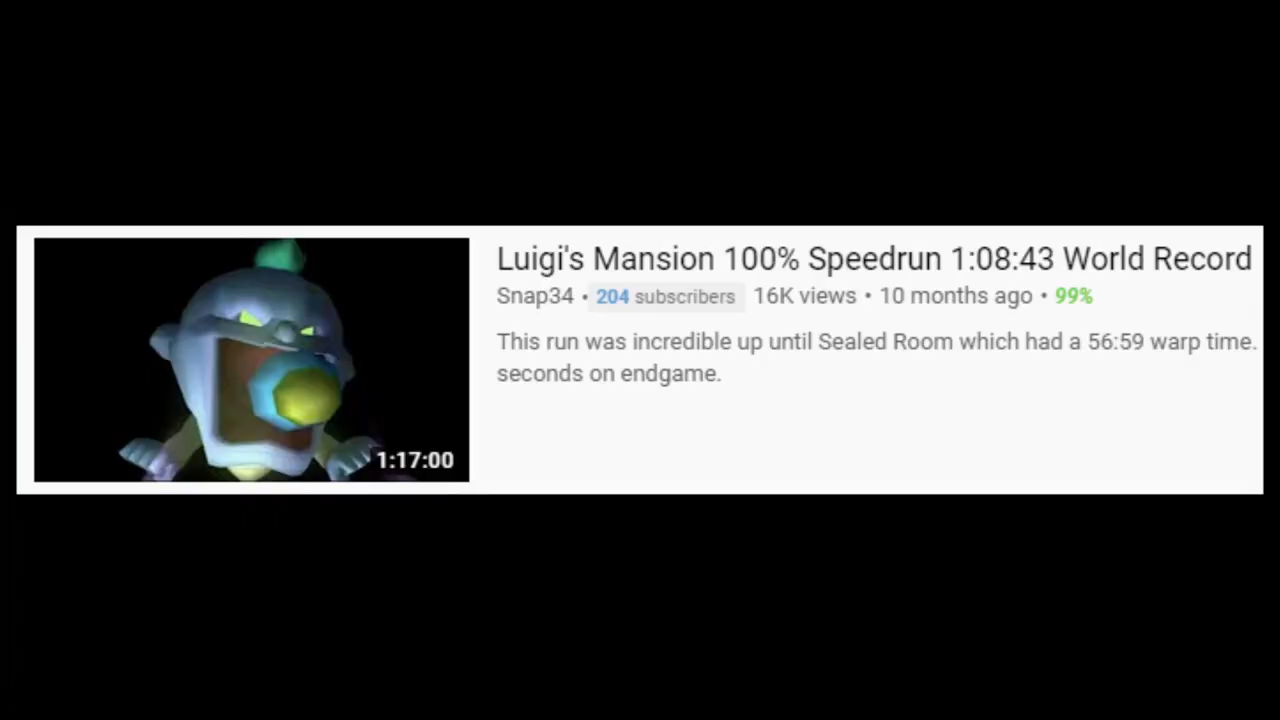 Luigi's Mansion 100% Speedrun 1:08:43 World Record
Snap34 • 204 subscribers 16K views • 10 months ago • 99%
This run was incredible up until Sealed Room which had a 56:59 warp time.
seconds on endgame.
1:17:00